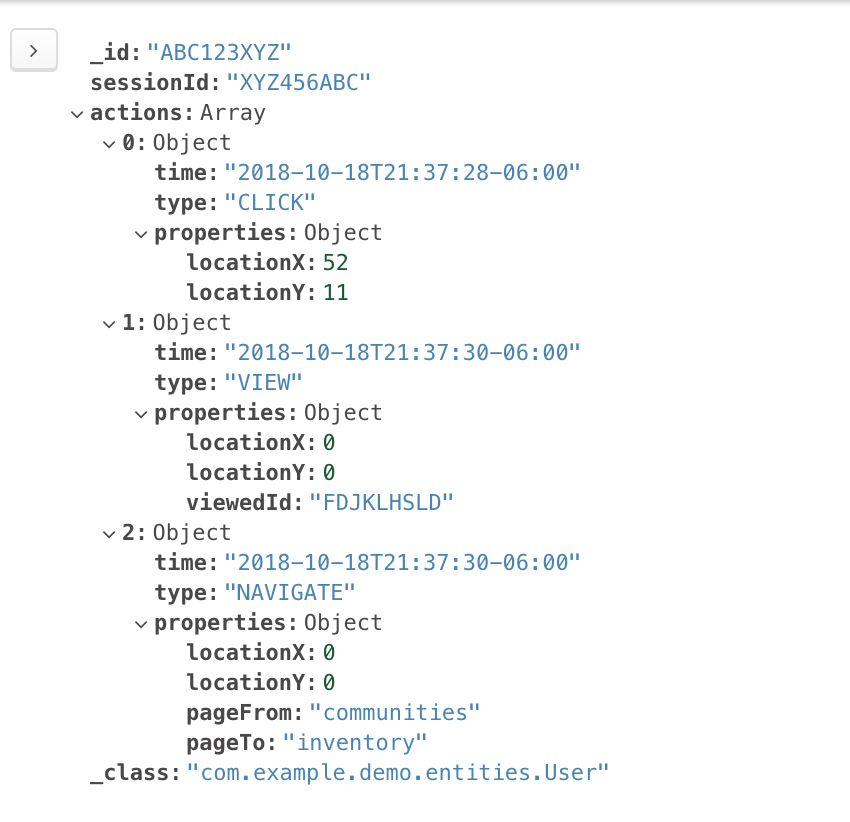 _id: "ABC123XYZ"
sessionId: "XYZ456ABC"
actions: Array
0: Object
time: "2018-10-18T21:37:28-06:00"
type: "CLICK"
properties: Object
locationX: 52
locationY: 11
1: Object
time: "2018-10-18T21:37:30-06:00"
type: "VIEW"
properties: Object
locationX: 0
locationY: 0
viewedId: "FDJKLHSLD"
2: Object
time: "2018-10-18T21:37:30-06:00"
type: "NAVIGATE"
properties: Object
locationX: 0
locationY: 0
pageFrom: "communities"
pageTo: "inventory"
_class: "com.example.demo.entities.User"